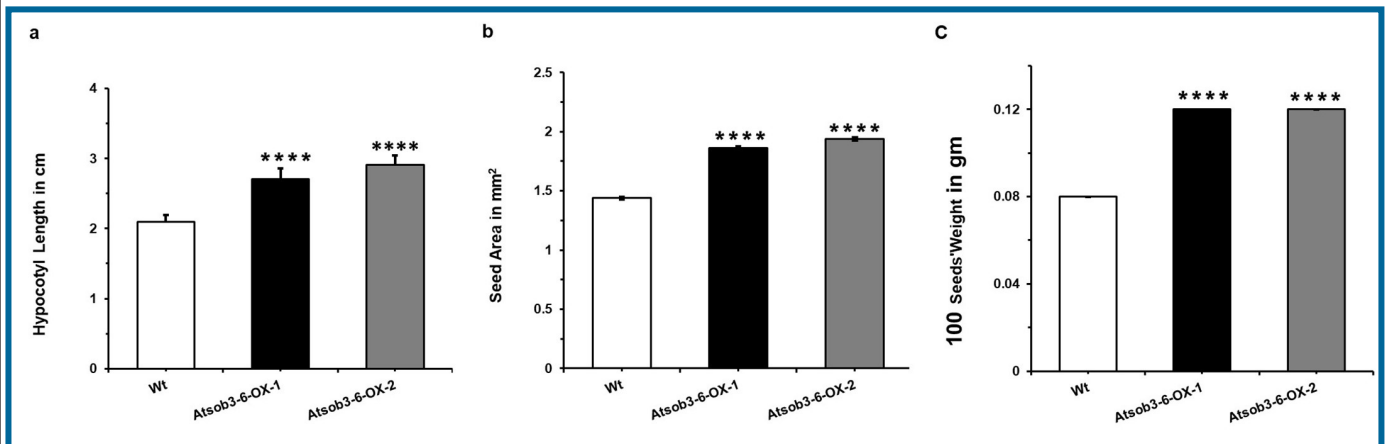 a
Hypocotyl Length in cm
4
3
2
1
0
****
****
Wt
Atsob3-6-OX-1
Atsob3-6-OX-2
b
Seed Area in mm²
2.5
2
1.5
1
0.5
0
****
****
Wt
Atsob3-6-OX-1
Atsob3-6-OX-2
C
100 Seeds'Weight in gm
0.12
0.08
0.04
0
****
****
Wt
Atsob3-6-OX-1
Atsob3-6-OX-2